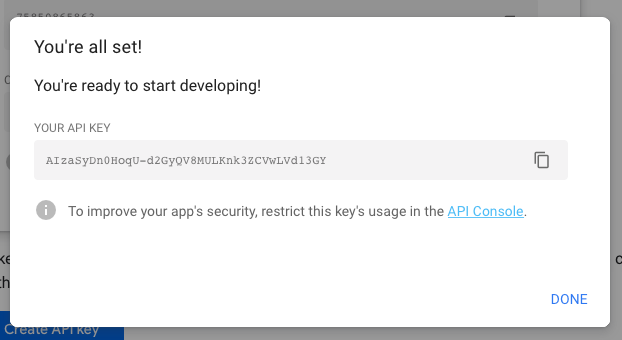 You're all set!
You're ready to start developing!
YOUR API KEY
AIzaSyDn0HoqU-d2GyQV8MULKnk3ZCVwLVd13GY
To improve your app's security, restrict this key's usage in the API Console.
DONE
Create API key